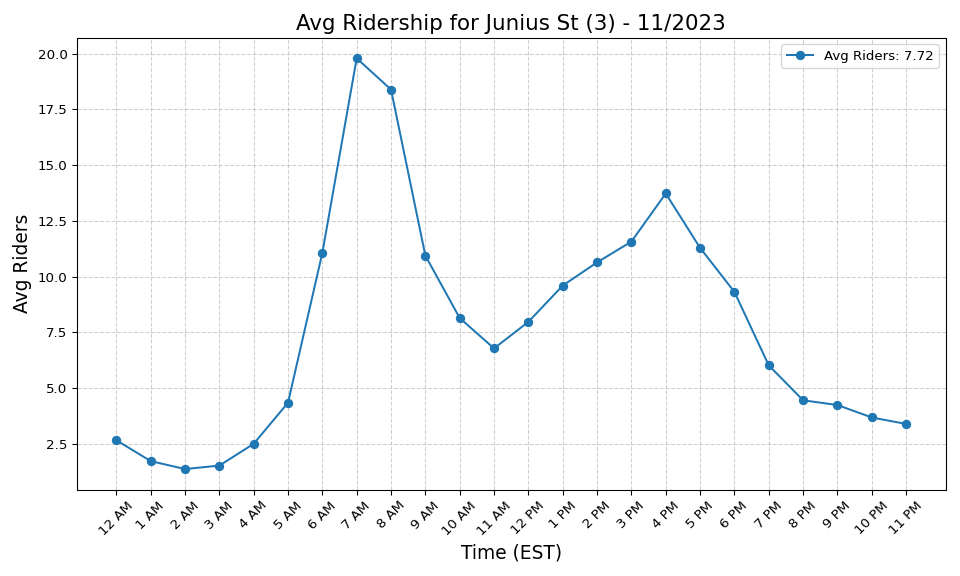 Avg Ridership for Junius St (3) - 11/2023
Avg Riders: 7.72
Avg Riders
20.0
17.5
15.0
12.5
10.0
7.5
5.0
2.5
12 AM
1 AM
2 AM
3 AM
4 AM
5 AM
6 AM
7 AM
8 AM
9 AM
10 AM
11 AM
12 PM
1 PM
2 PM
3 PM
4 PM
5 PM
6 PM
7 PM
8 PM
9 PM
10 PM
11 PM
Time (EST)